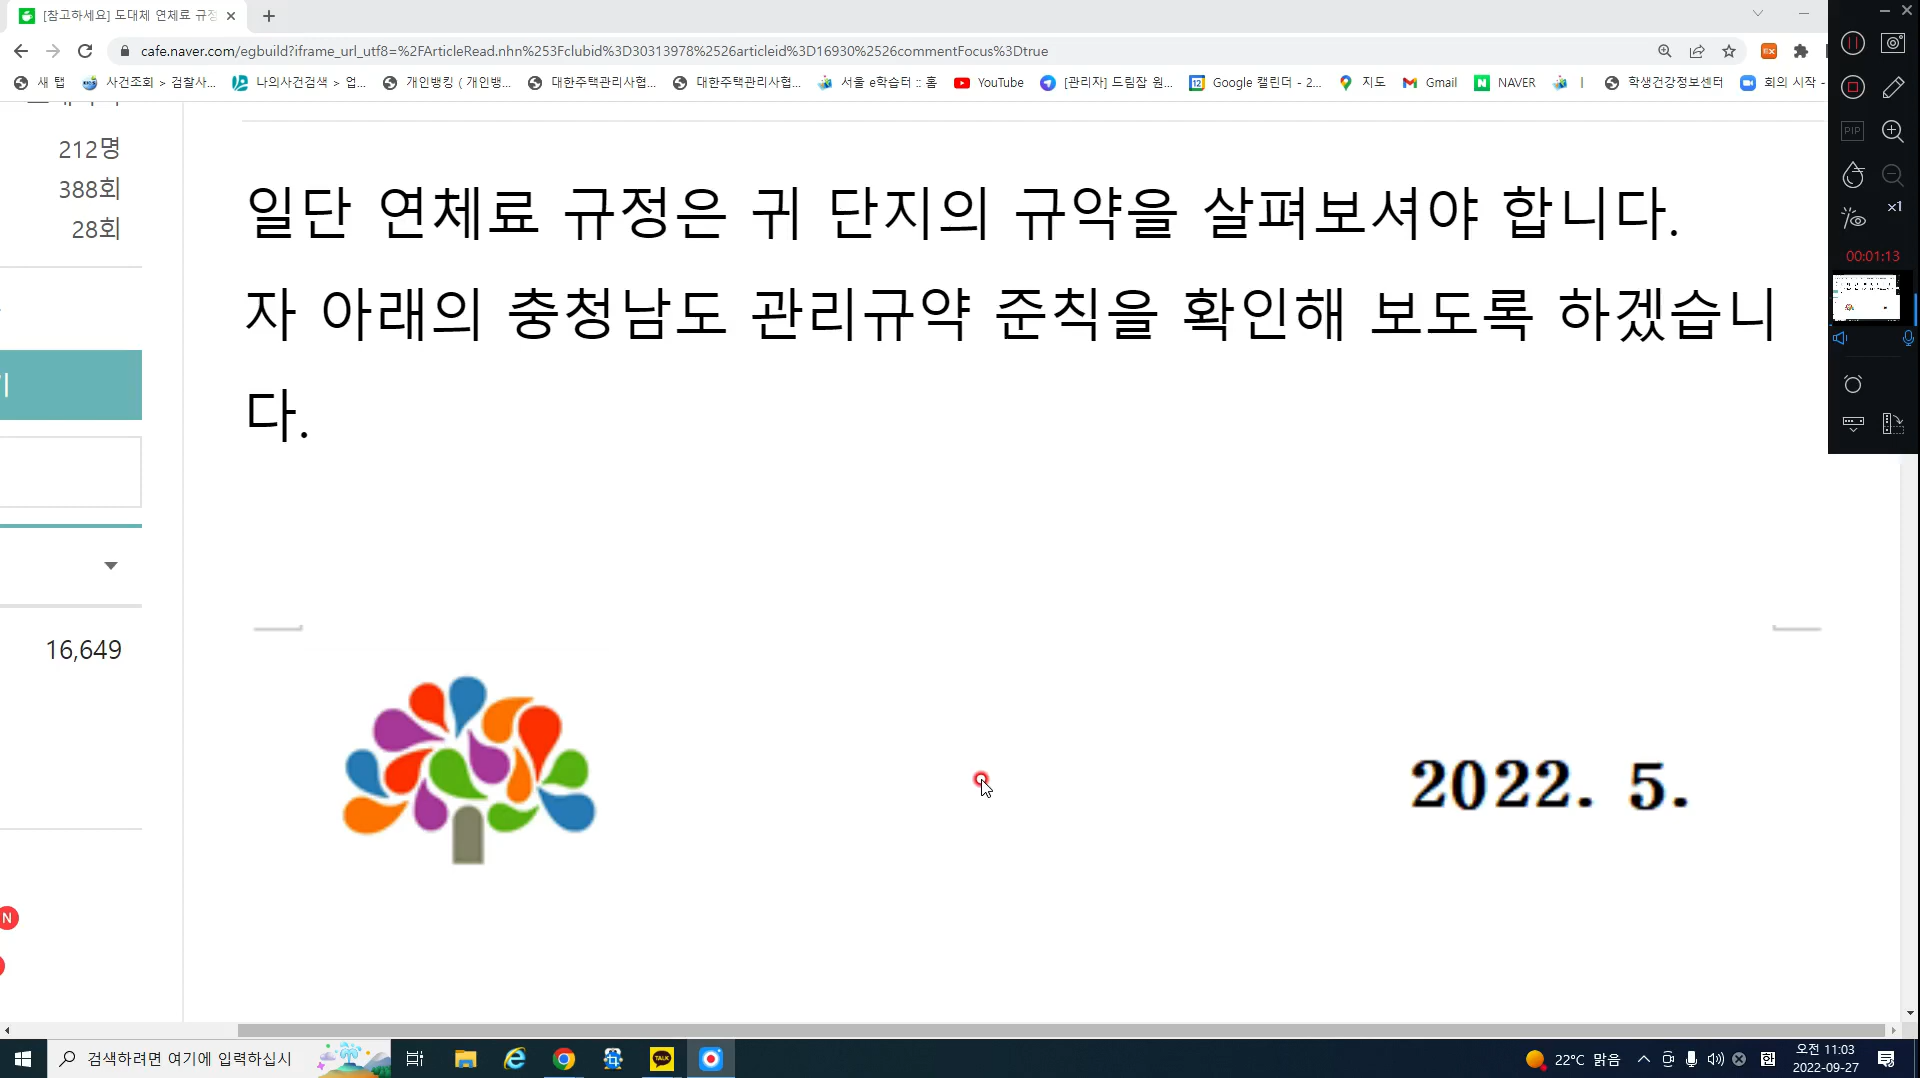 [참고하세요] 도대체 연체료 규정
cafe.naver.com/egbuild?iframe_url_utf8=%2FArticleRead.nhn%253Fclubid%3D30313978%2526articleid%3D16930%2526commentFocus%3Dtrue
새 탭 사건조회 > 검찰사... 나의사건검색 > 업... 개인뱅킹 ( 개인뱅... 대한주택관리사협... 대한주택관리사협... 서울 e학습터 :: 홈 YouTube [관리자] 드림잡 원... Google 캘린더 - 2... 지도 Gmail NAVER | 학생건강정보센터 회의 시작 -
PIP
x1
00:01:13
212명
388회
28회
일단 연체료 규정은 귀 단지의 규약을 살펴보셔야 합니다.
자 아래의 충청남도 관리규약 준칙을 확인해 보도록 하겠습니
다.
기
16,649
2022. 5.
N
검색하려면 여기에 입력하십시
TALK
22°C 맑음
한
오전 11:03
2022-09-27